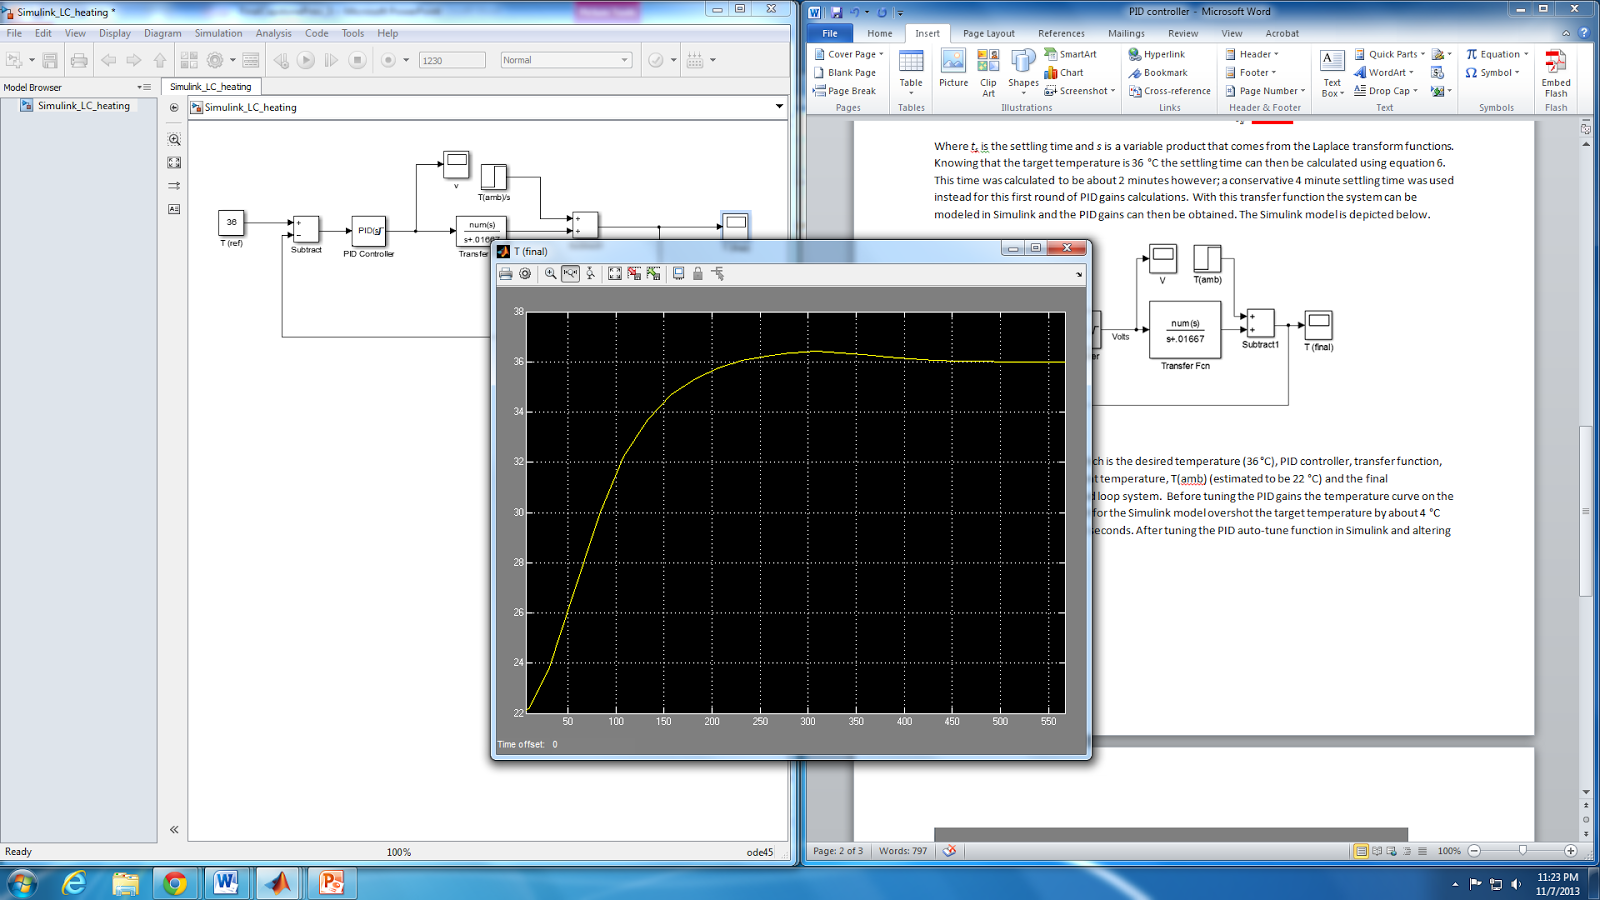 Simulink_LC_heating *
File Edit View Display Diagram Simulation Analysis Code Tools Help
1230 Normal
Model Browser
Simulink_LC_heating
Simulink_LC_heating
Simulink_LC_heating
v
T(amb)/s
36
T (ref)
+
−
Subtract
PID(s)
PID Controller
num(s)
s+.01667
Transfer
+
+
Ready
100%
ode45
T (final)
38
36
34
32
30
28
26
24
22
50 100 150 200 250 300 350 400 450 500 550
Time offset: 0
PID controller - Microsoft Word
File Home Insert Page Layout References Mailings Review View Acrobat
Cover Page
Blank Page
Page Break
Pages
Table
Tables
Picture
Clip
Art
Shapes
SmartArt
Chart
Screenshot
Illustrations
Hyperlink
Bookmark
Cross-reference
Links
Header
Footer
Page Number
Header & Footer
Text
Box
Quick Parts
WordArt
Drop Cap
Text
Equation
Symbol
Symbols
Embed
Flash
Flash
Where ts is the settling time and s is a variable product that comes from the Laplace transform functions.
Knowing that the target temperature is 36 °C the settling time can then be calculated using equation 6.
This time was calculated to be about 2 minutes however; a conservative 4 minute settling time was used
instead for this first round of PID gains calculations. With this transfer function the system can be
modeled in Simulink and the PID gains can then be obtained. The Simulink model is depicted below.
V
T(amb)
Volts
num(s)
s+.01667
Transfer Fcn
+
+
Subtract1
T (final)
ch is the desired temperature (36 °C), PID controller, transfer function,
t temperature, T(amb) (estimated to be 22 °C) and the final
loop system. Before tuning the PID gains the temperature curve on the
for the Simulink model overshot the target temperature by about 4 °C
seconds. After tuning the PID auto-tune function in Simulink and altering
Page: 2 of 3 Words: 797
100%
11:23 PM
11/7/2013